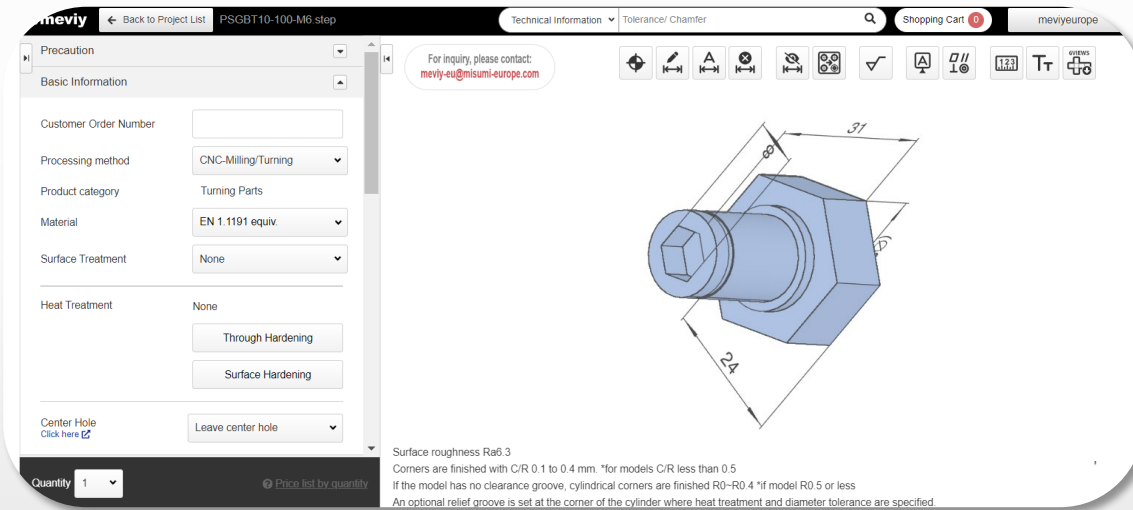 meviy
← Back to Project List
PSGBT10-100-M6.step
Technical Information
Tolerance/ Chamfer
Shopping Cart 0
meviyeurope
Precaution
Basic Information
Customer Order Number
Processing method
CNC-Milling/Turning
Product category
Turning Parts
Material
EN 1.1191 equiv.
Surface Treatment
None
Heat Treatment
None
Through Hardening
Surface Hardening
Center Hole
Click here
Leave center hole
Quantity
1
Price list by quantity
For inquiry, please contact:
meviy-eu@misumi-europe.com
A
A
123
TT
6VIEWS
31
8
24
Surface roughness Ra6.3
Corners are finished with C/R 0.1 to 0.4 mm. *for models C/R less than 0.5
If the model has no clearance groove, cylindrical corners are finished R0~R0.4 *if model R0.5 or less
An optional relief groove is set at the corner of the cylinder where heat treatment and diameter tolerance are specified.